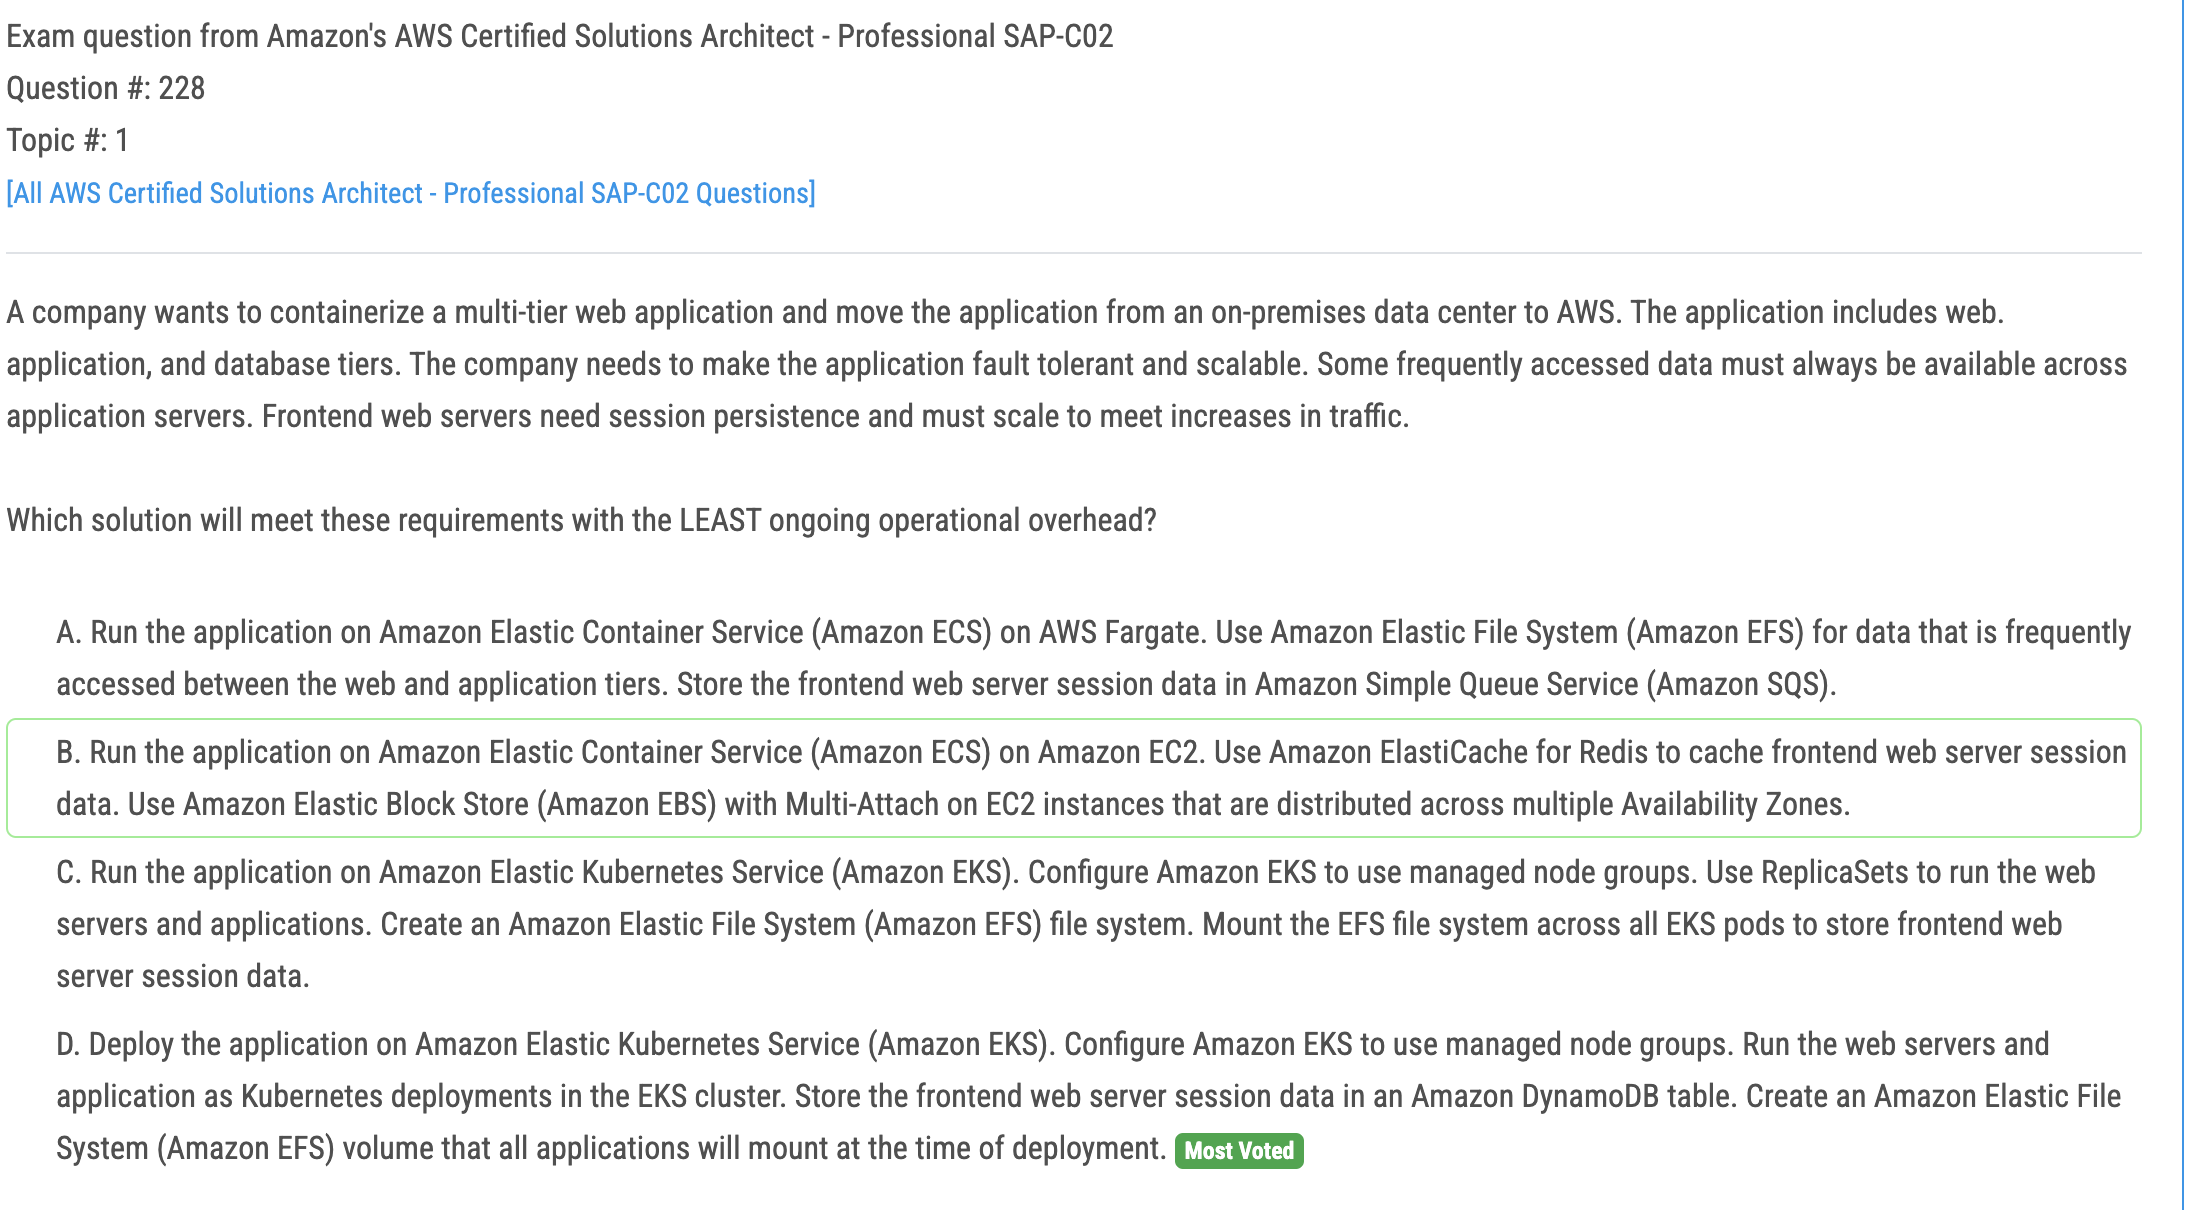 Exam question from Amazon's AWS Certified Solutions Architect - Professional SAP-C02
Question #: 228
Topic #: 1
[All AWS Certified Solutions Architect - Professional SAP-C02 Questions]
A company wants to containerize a multi-tier web application and move the application from an on-premises data center to AWS. The application includes web.
application, and database tiers. The company needs to make the application fault tolerant and scalable. Some frequently accessed data must always be available across
application servers. Frontend web servers need session persistence and must scale to meet increases in traffic.
Which solution will meet these requirements with the LEAST ongoing operational overhead?
A. Run the application on Amazon Elastic Container Service (Amazon ECS) on AWS Fargate. Use Amazon Elastic File System (Amazon EFS) for data that is frequently
accessed between the web and application tiers. Store the frontend web server session data in Amazon Simple Queue Service (Amazon SQS).
B. Run the application on Amazon Elastic Container Service (Amazon ECS) on Amazon EC2. Use Amazon ElastiCache for Redis to cache frontend web server session
data. Use Amazon Elastic Block Store (Amazon EBS) with Multi-Attach on EC2 instances that are distributed across multiple Availability Zones.
C. Run the application on Amazon Elastic Kubernetes Service (Amazon EKS). Configure Amazon EKS to use managed node groups. Use ReplicaSets to run the web
servers and applications. Create an Amazon Elastic File System (Amazon EFS) file system. Mount the EFS file system across all EKS pods to store frontend web
server session data.
D. Deploy the application on Amazon Elastic Kubernetes Service (Amazon EKS). Configure Amazon EKS to use managed node groups. Run the web servers and
application as Kubernetes deployments in the EKS cluster. Store the frontend web server session data in an Amazon DynamoDB table. Create an Amazon Elastic File
System (Amazon EFS) volume that all applications will mount at the time of deployment. Most Voted